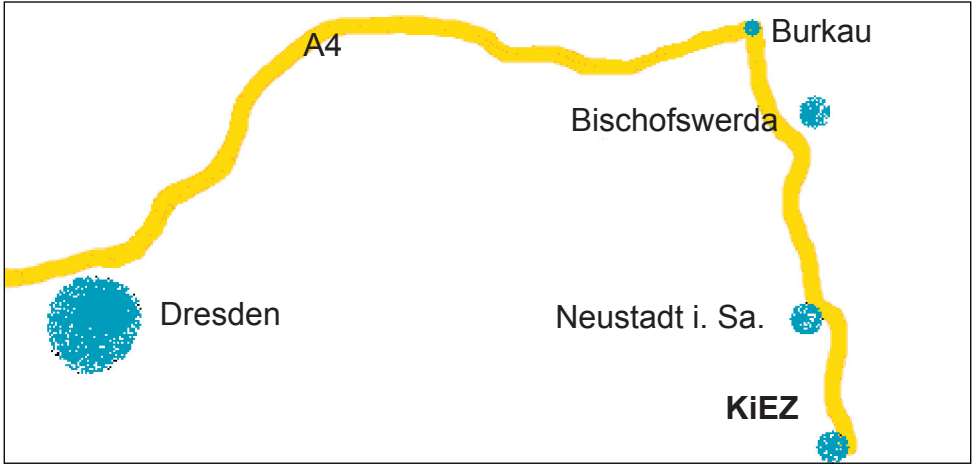 Burkau
A4
Bischofswerda
Dresden
Neustadt i. Sa.
KiEZ